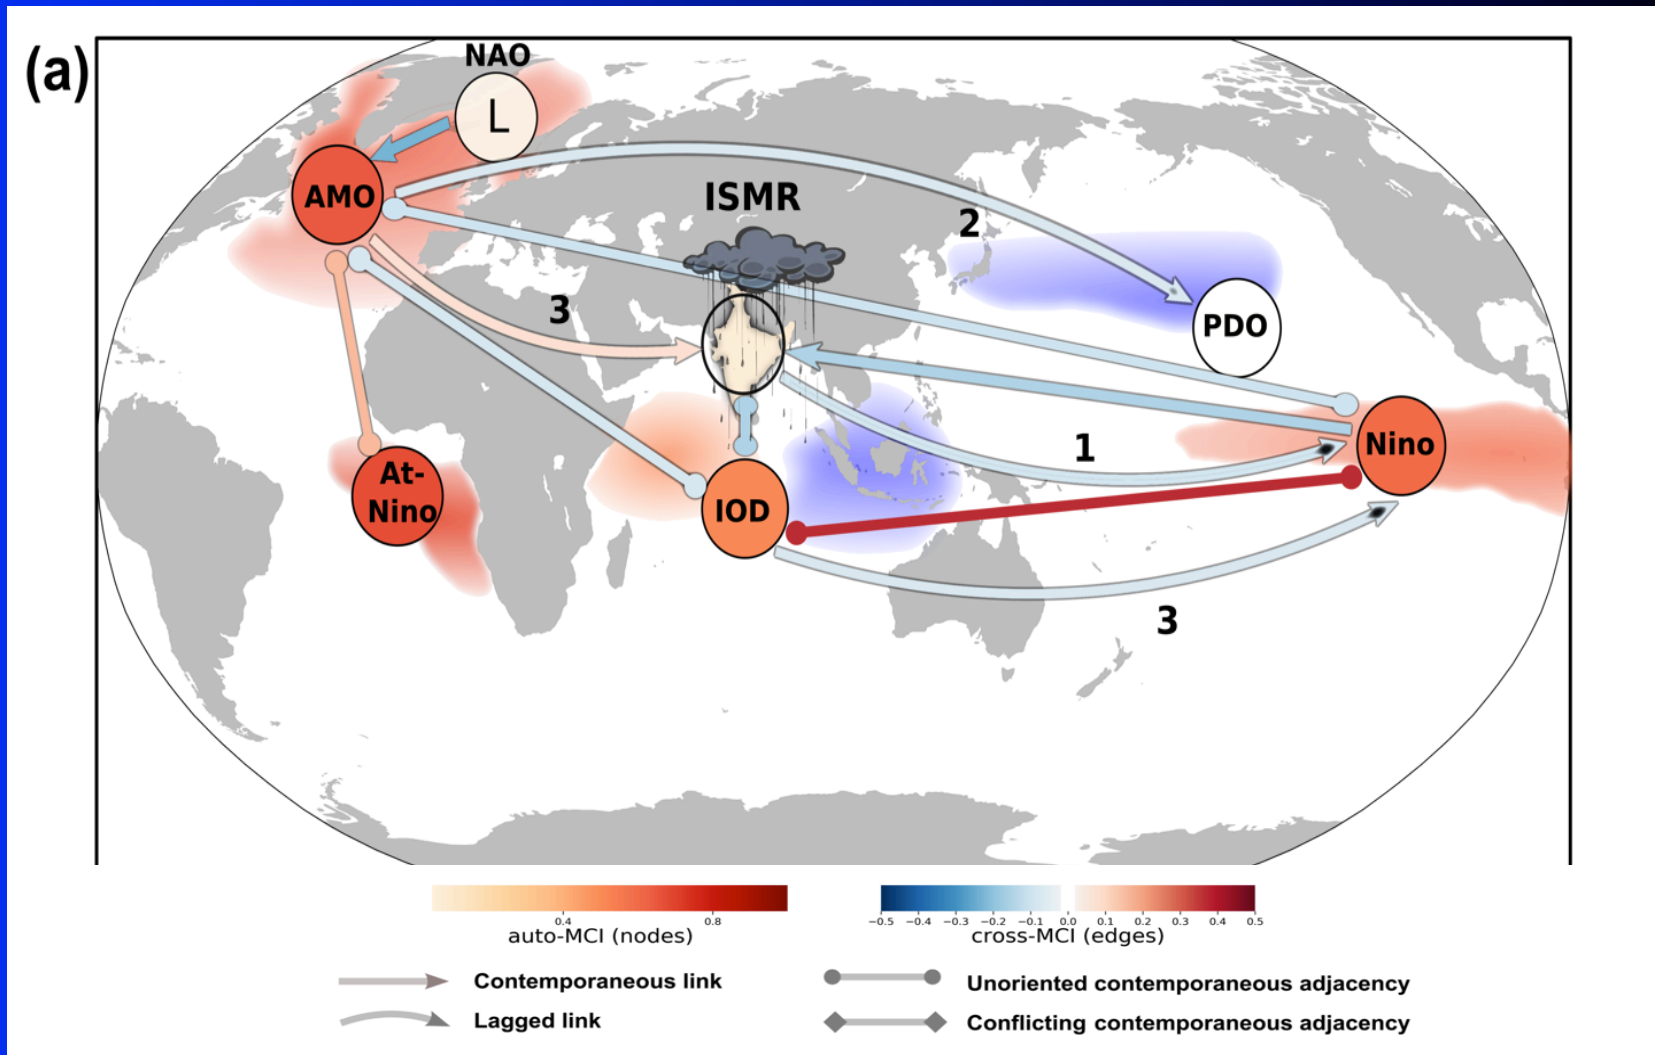 (a)
NAO
L
AMO
ISMR
2
3
PDO
1
Nino
At-
Nino
IOD
3
0.4 0.8
auto-MCI (nodes)
−0.5 −0.4 −0.3 −0.2 −0.1 0.0 0.1 0.2 0.3 0.4 0.5
cross-MCI (edges)
Contemporaneous link
Unoriented contemporaneous adjacency
Lagged link
Conflicting contemporaneous adjacency